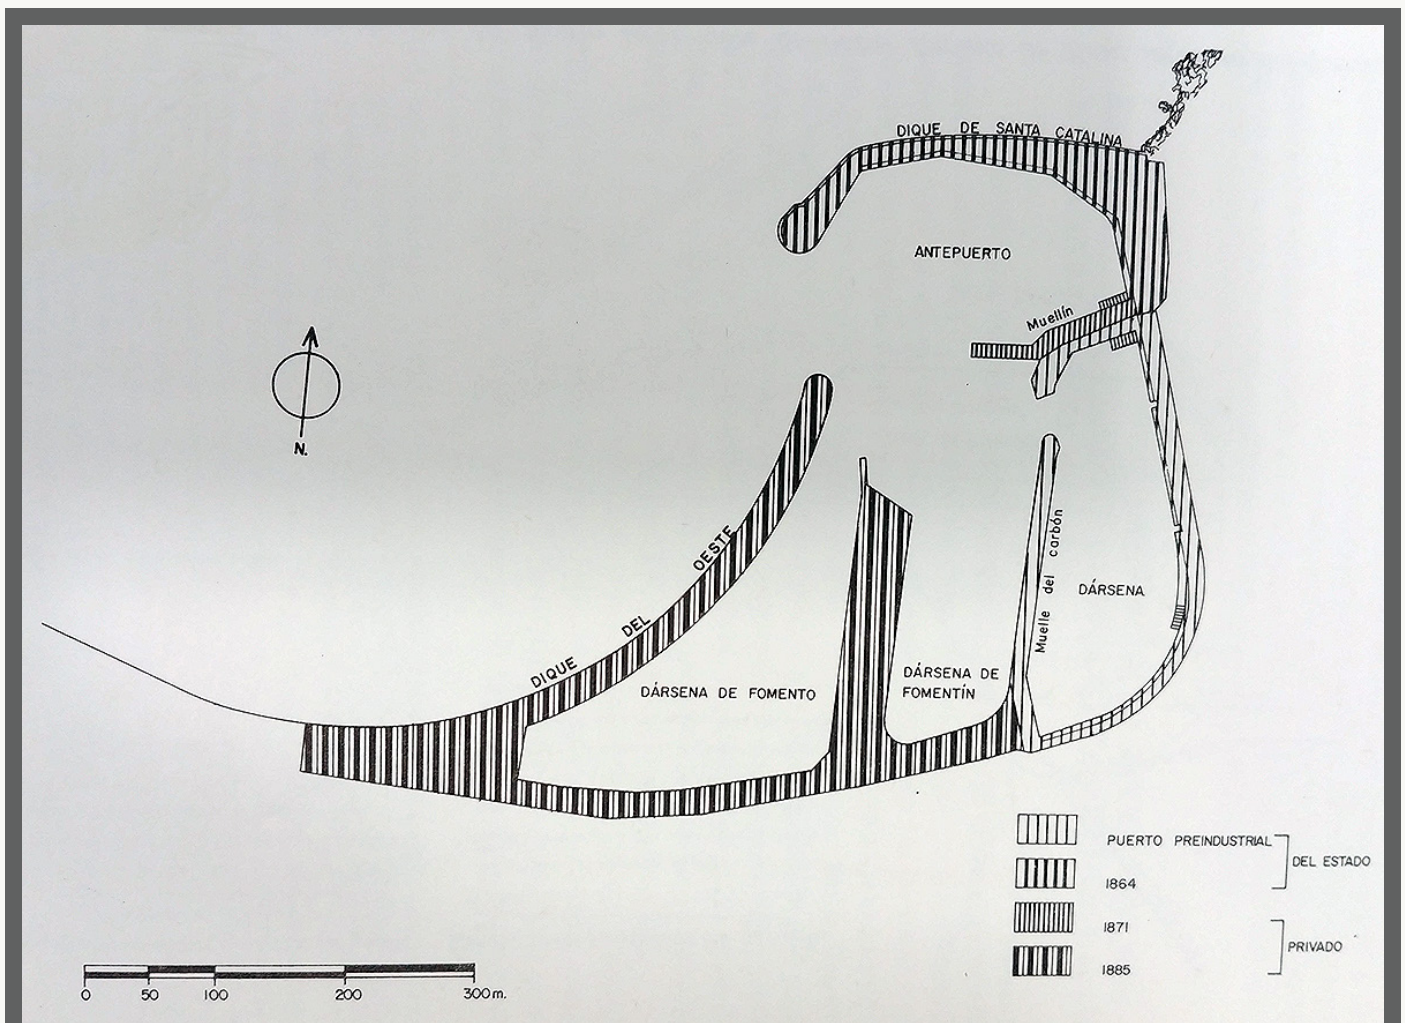 DIQUE DE SANTA CATALINA
ANTEPUERTO
Muellín
N.
DIQUE DEL OESTE
Muelle del carbón
DÁRSENA
DÁRSENA DE FOMENTO
DÁRSENA DE
FOMENTÍN
PUERTO PREINDUSTRIAL
DEL ESTADO
1864
1871
PRIVADO
1885
0 50 100 200 300 m.